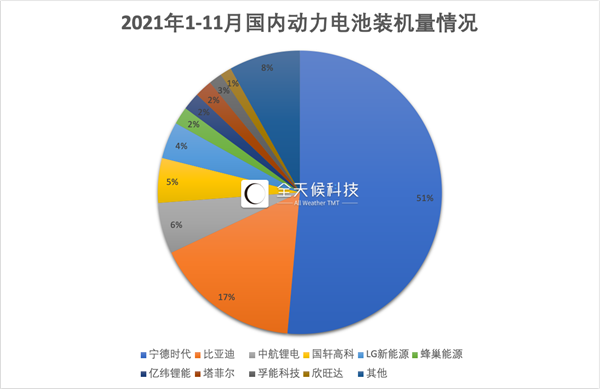 2021年1-11月国内动力电池装机量情况
8%
1%
3%
2%
2%
2%
4%
5%
6%
17%
51%
全天候科技
All Weather TMT
宁德时代 比亚迪 中航锂电 国轩高科 LG新能源 蜂巢能源
亿纬锂能 塔菲尔 孚能科技 欣旺达 其他